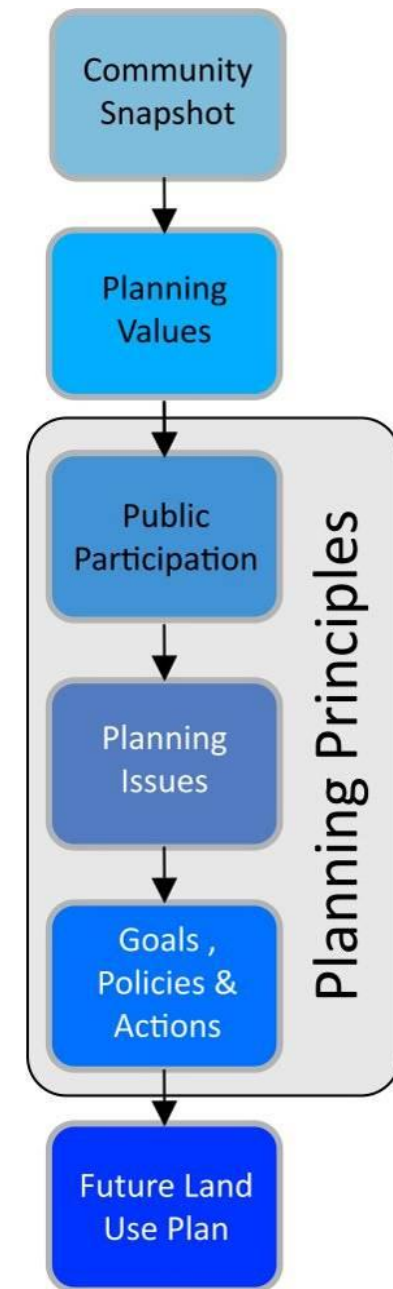 Community
Snapshot
Planning
Values
Public
Participation
Planning
Issues
Goals ,
Policies &
Actions
Planning Principles
Future Land
Use Plan